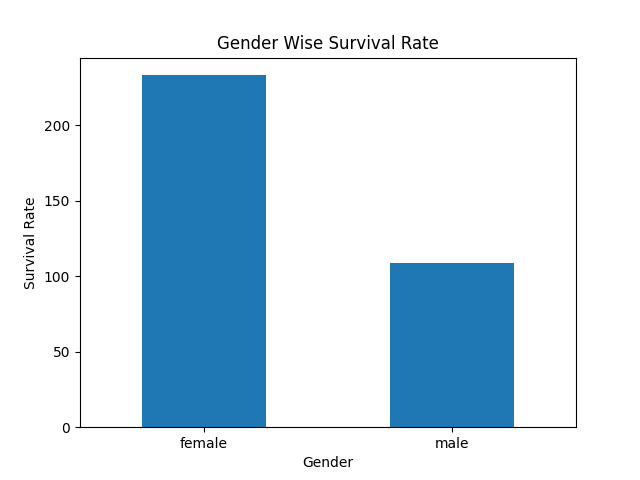 Gender Wise Survival Rate
200
150
100
50
0
Survival Rate
female
male
Gender